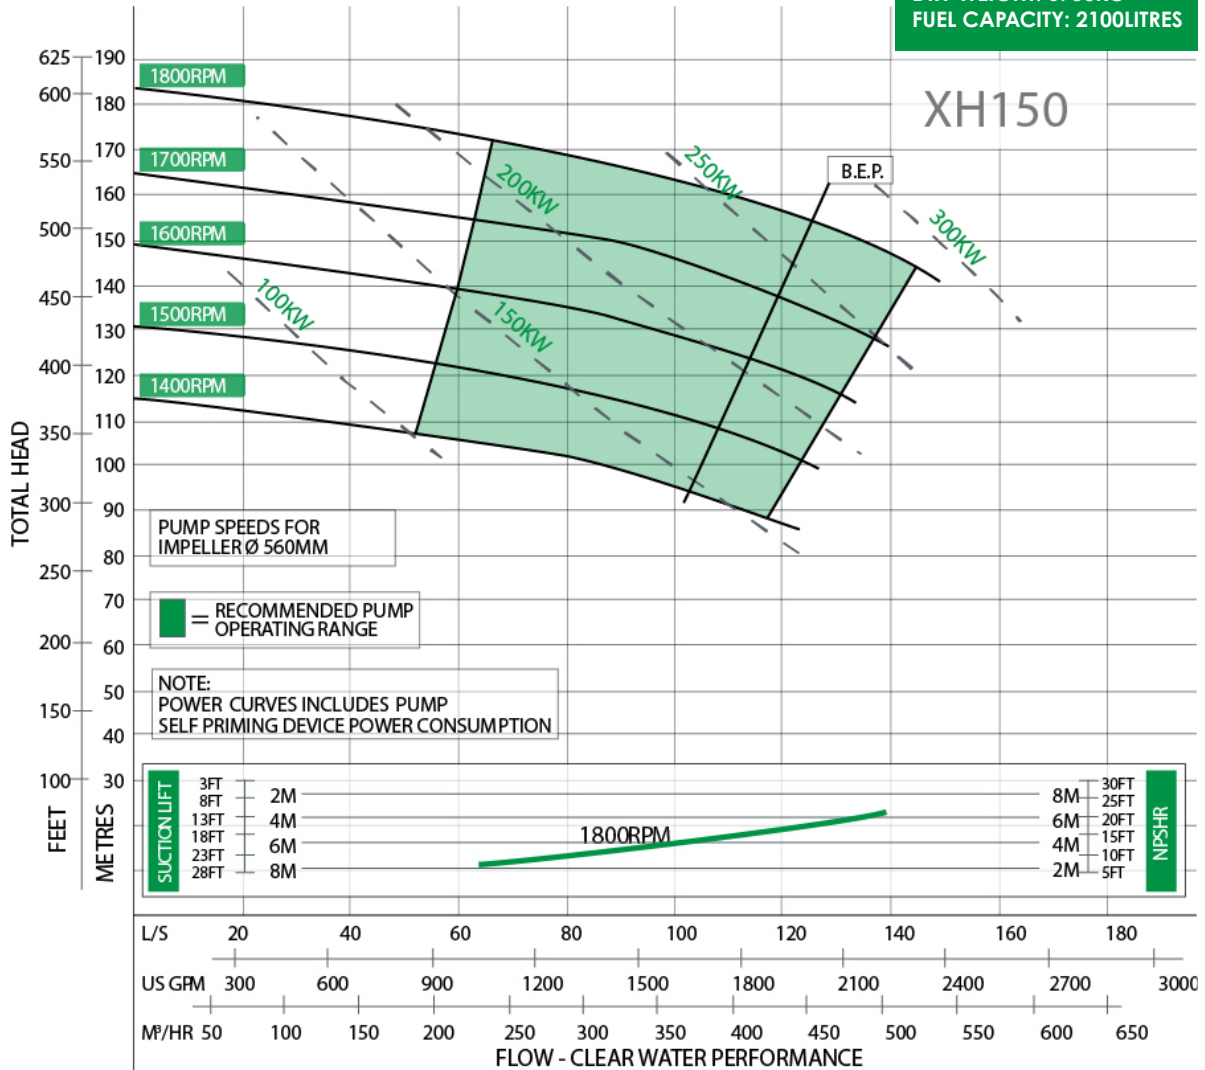 FUEL CAPACITY: 2100LITRES
XH150
625
600
550
500
450
400
350
300
250
200
150
100
190
180
170
160
150
140
130
120
110
100
90
80
70
60
50
40
30
TOTAL HEAD
FEET
METRES
1800RPM
1700RPM
1600RPM
1500RPM
1400RPM
100KW
150KW
200KW
250KW
300KW
B.E.P.
PUMP SPEEDS FOR
IMPELLER Ø 560MM
= RECOMMENDED PUMP
OPERATING RANGE
NOTE:
POWER CURVES INCLUDES PUMP
SELF PRIMING DEVICE POWER CONSUMPTION
SUCTION LIFT
3FT
8FT
13FT
18FT
23FT
28FT
2M
4M
6M
8M
1800RPM
8M
6M
4M
2M
30FT
25FT
20FT
15FT
10FT
5FT
NPSHR
L/S 20 40 60 80 100 120 140 160 180
US GPM 300 600 900 1200 1500 1800 2100 2400 2700 3000
M³/HR 50 100 150 200 250 300 350 400 450 500 550 600 650
FLOW - CLEAR WATER PERFORMANCE